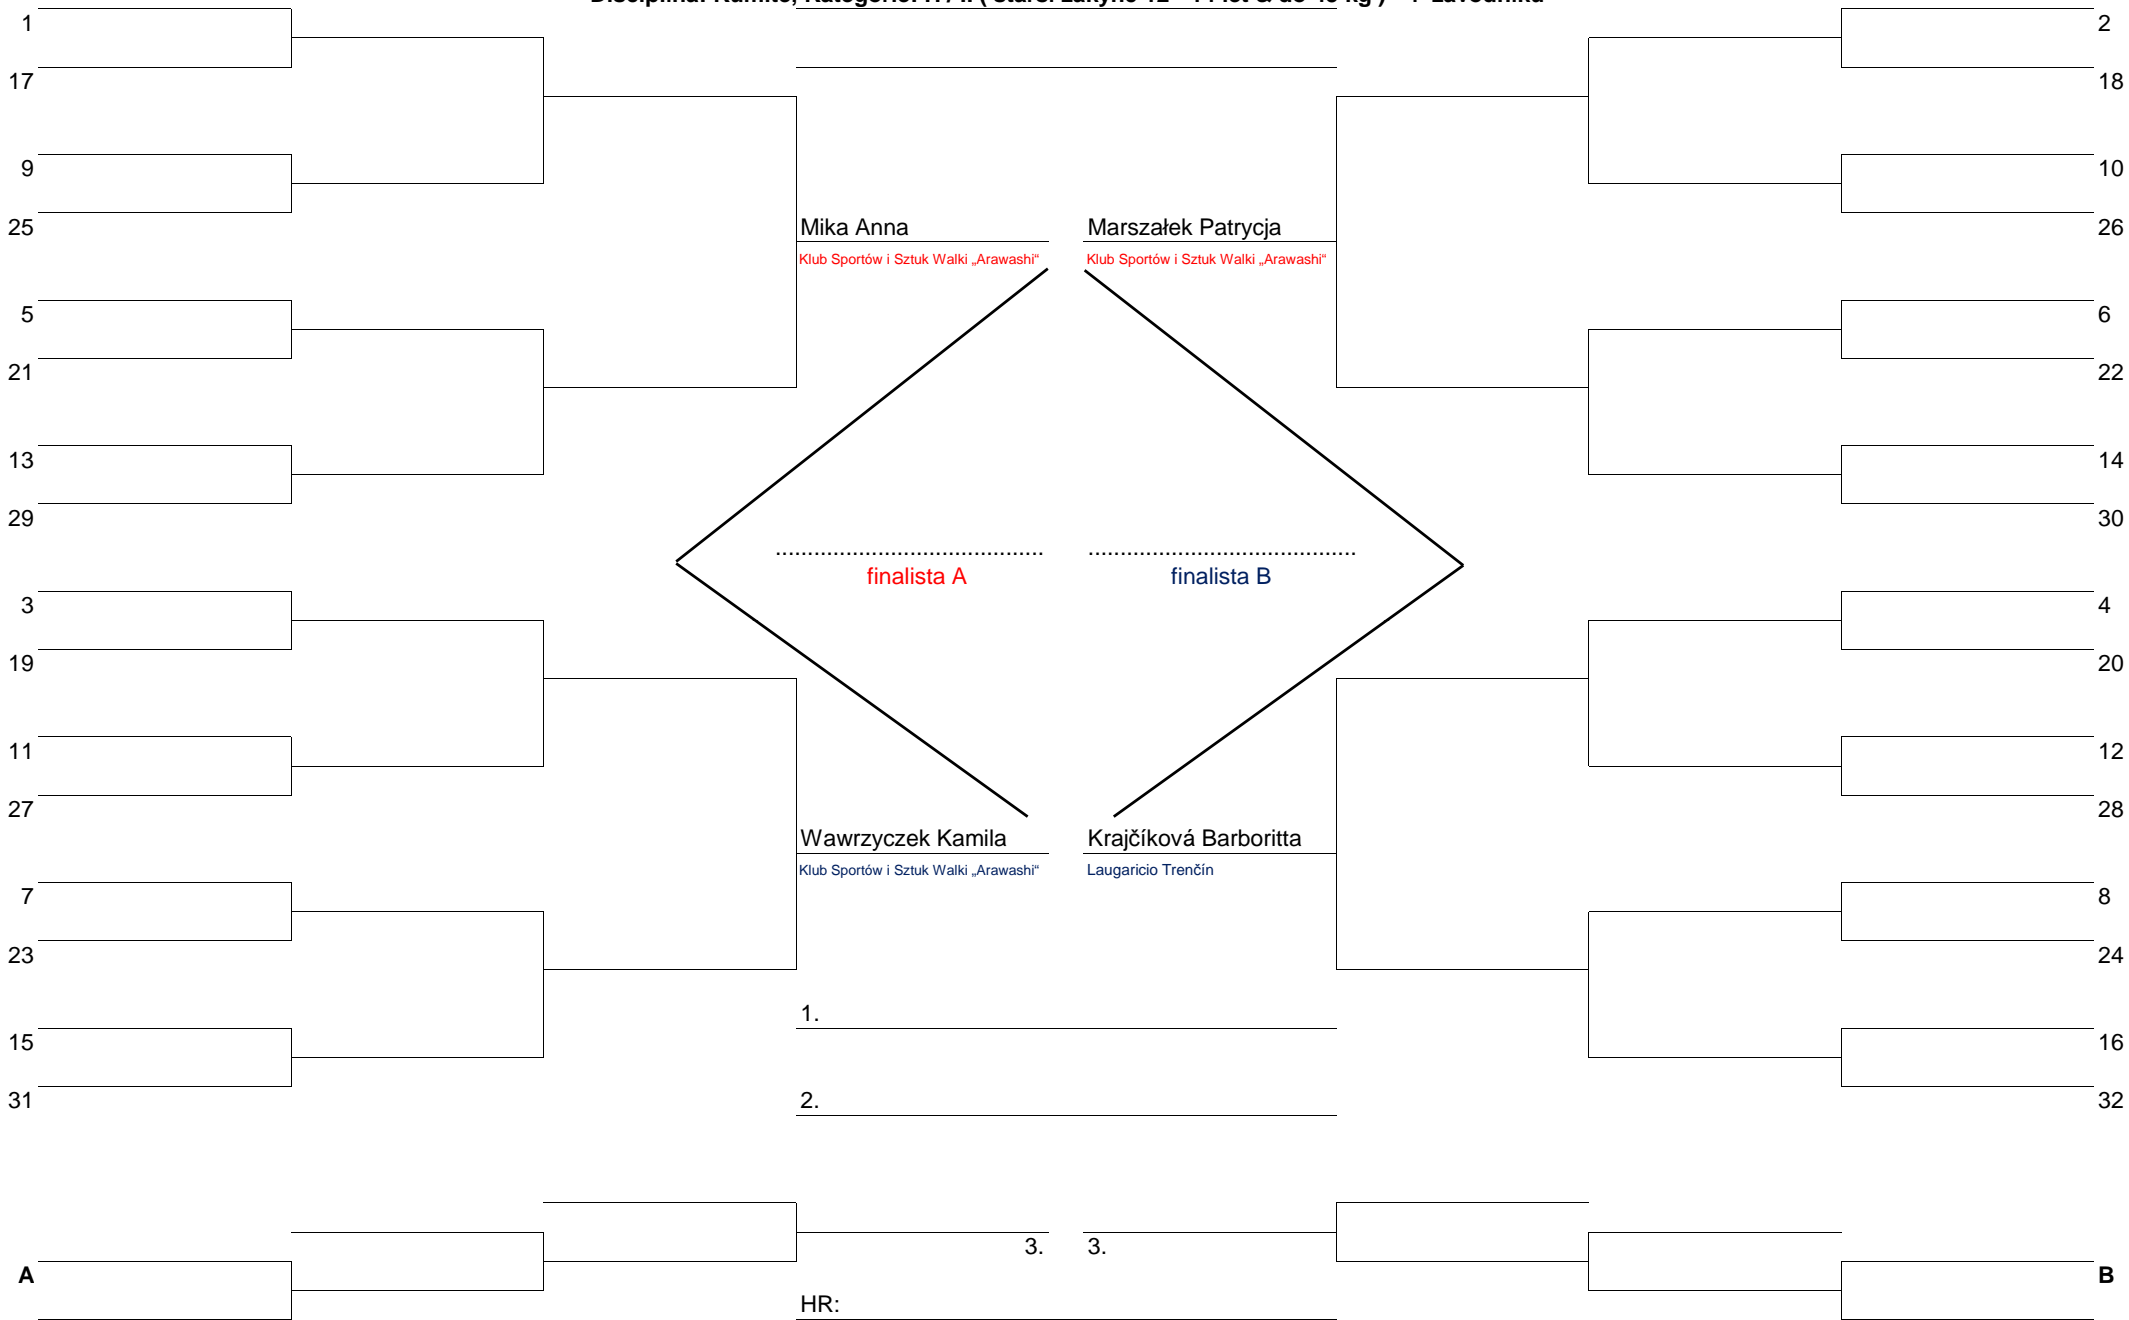 1
2
17
18
9
10
25
26
Mika Anna
Marszałek Patrycja
Klub Sportów i Sztuk Walki „Arawashi“
Klub Sportów i Sztuk Walki „Arawashi“
5
6
21
22
13
14
29
30
finalista A
finalista B
3
4
19
20
11
12
27
28
Wawrzyczek Kamila
Krajčíková Barboritta
Klub Sportów i Sztuk Walki „Arawashi“
Laugaricio Trenčín
7
8
23
24
1.
15
16
31
2.
32
3.
3.
A
B
HR: